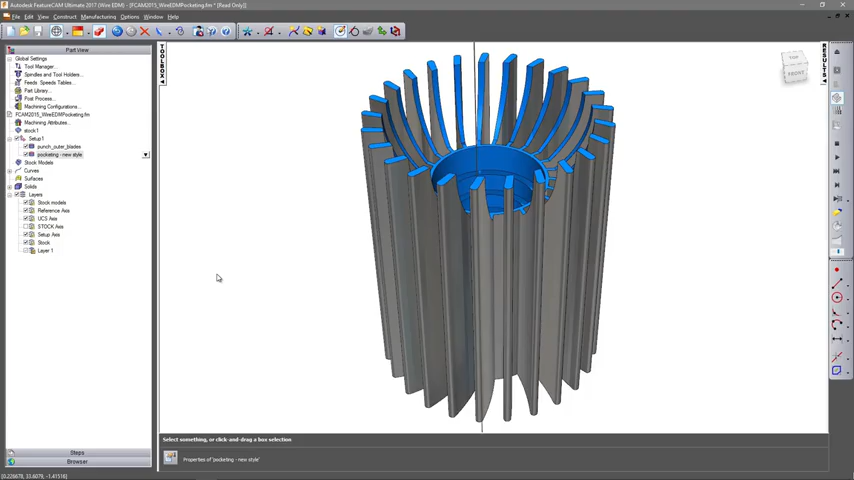 Autodesk FeatureCAM Ultimate 2017 (Wire EDM) - FCAM2015_WireEDMPocketing.fm * [Read Only]
File Edit View Construct Manufacturing Options Window Help
Part View
Global Settings
Tool Manager...
Spindles and Tool Holders...
Feeds Speeds Tables...
Part Library...
Post Process...
Machining Configurations...
FCAM2015_WireEDMPocketing.fm
Machining Attributes...
stock1
Setup1
punch_outer_blades
pocketing - new style
Stock Models
Curves
Surfaces
Solids
Layers
Stock models
Reference Axis
UCS Axis
STOCK Axis
Setup Axis
Stock
Layer 1
Steps
Browser
TOOLBOX
RESULTS
TOP
FRONT
Select something, or click-and-drag a box selection
Properties of 'pocketing - new style'